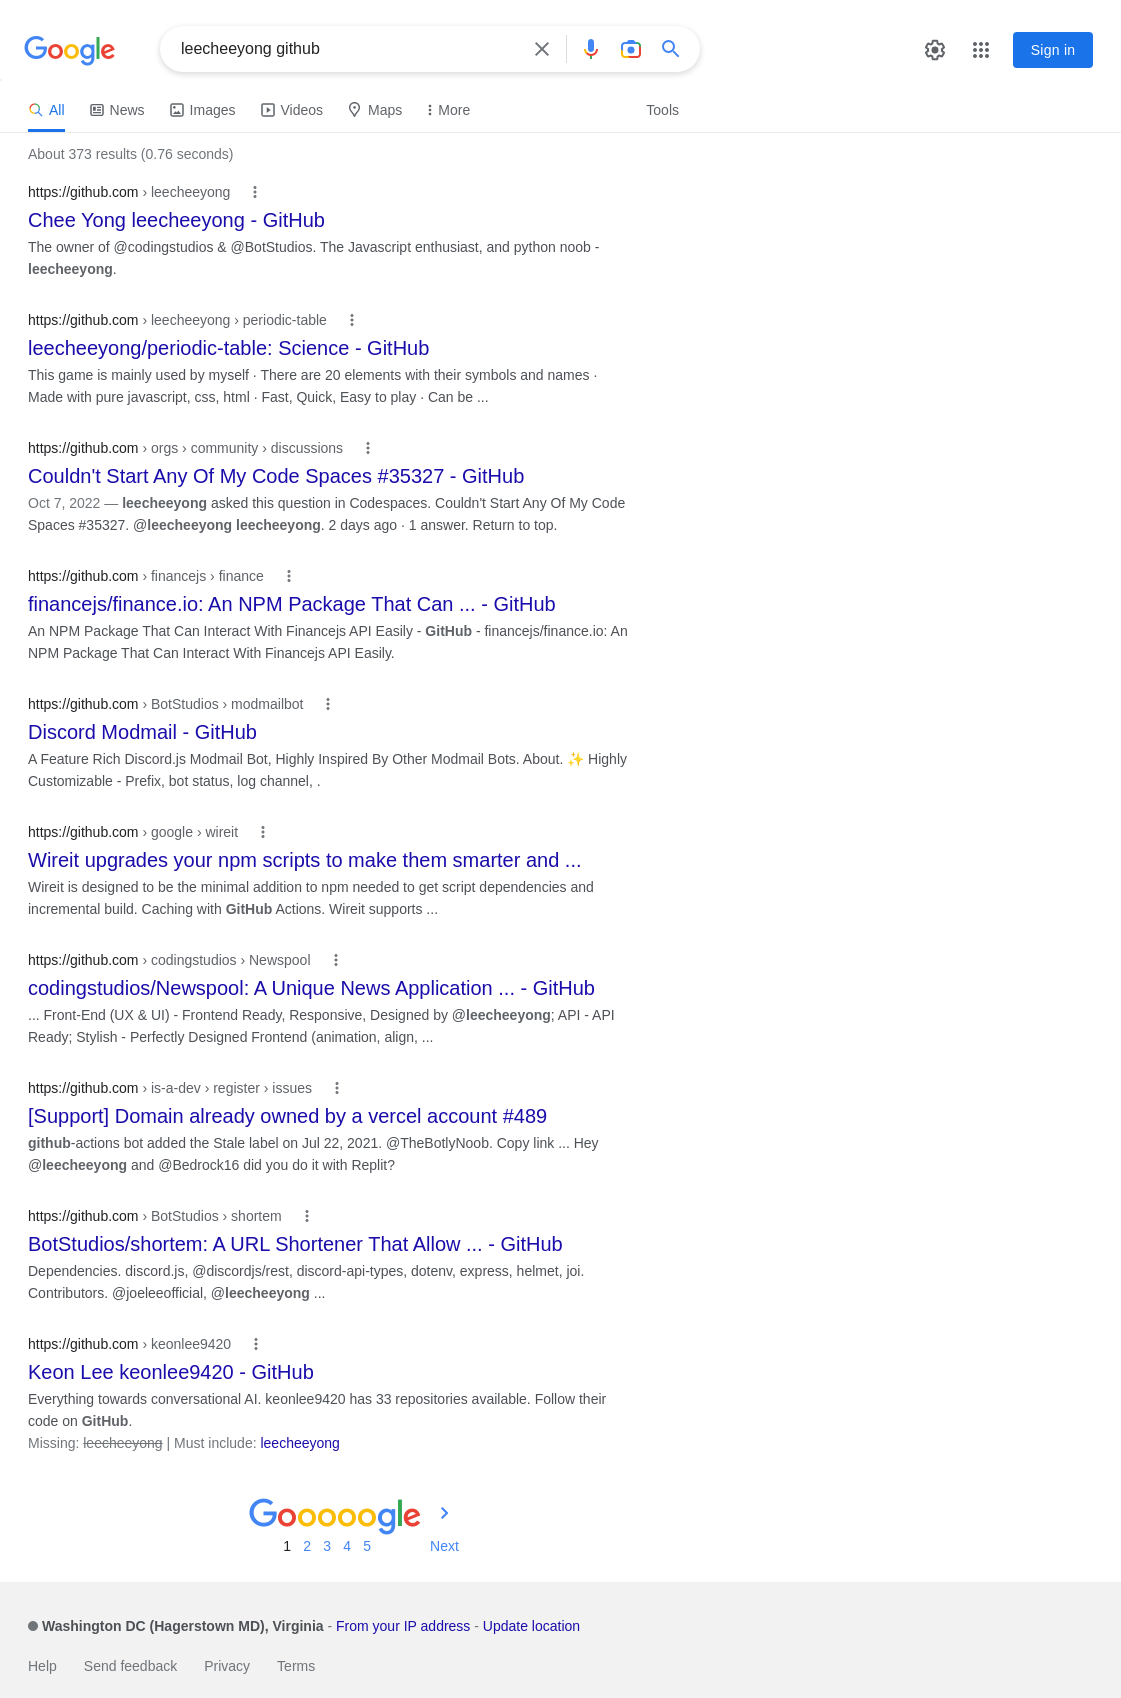 Google
leecheeyong github
Sign in
All News Images Videos Maps More Tools
About 373 results (0.76 seconds)
https://github.com › leecheeyong
Chee Yong leecheeyong - GitHub
The owner of @codingstudios & @BotStudios. The Javascript enthusiast, and python noob -
leecheeyong.
https://github.com › leecheeyong › periodic-table
leecheeyong/periodic-table: Science - GitHub
This game is mainly used by myself · There are 20 elements with their symbols and names ·
Made with pure javascript, css, html · Fast, Quick, Easy to play · Can be ...
https://github.com › orgs › community › discussions
Couldn't Start Any Of My Code Spaces #35327 - GitHub
Oct 7, 2022 — leecheeyong asked this question in Codespaces. Couldn't Start Any Of My Code
Spaces #35327. @leecheeyong leecheeyong. 2 days ago · 1 answer. Return to top.
https://github.com › financejs › finance
financejs/finance.io: An NPM Package That Can ... - GitHub
An NPM Package That Can Interact With Financejs API Easily - GitHub - financejs/finance.io: An
NPM Package That Can Interact With Financejs API Easily.
https://github.com › BotStudios › modmailbot
Discord Modmail - GitHub
A Feature Rich Discord.js Modmail Bot, Highly Inspired By Other Modmail Bots. About. ✨ Highly
Customizable - Prefix, bot status, log channel, .
https://github.com › google › wireit
Wireit upgrades your npm scripts to make them smarter and ...
Wireit is designed to be the minimal addition to npm needed to get script dependencies and
incremental build. Caching with GitHub Actions. Wireit supports ...
https://github.com › codingstudios › Newspool
codingstudios/Newspool: A Unique News Application ... - GitHub
... Front-End (UX & UI) - Frontend Ready, Responsive, Designed by @leecheeyong; API - API
Ready; Stylish - Perfectly Designed Frontend (animation, align, ...
https://github.com › is-a-dev › register › issues
[Support] Domain already owned by a vercel account #489
github-actions bot added the Stale label on Jul 22, 2021. @TheBotlyNoob. Copy link ... Hey
@leecheeyong and @Bedrock16 did you do it with Replit?
https://github.com › BotStudios › shortem
BotStudios/shortem: A URL Shortener That Allow ... - GitHub
Dependencies. discord.js, @discordjs/rest, discord-api-types, dotenv, express, helmet, joi.
Contributors. @joeleeofficial, @leecheeyong ...
https://github.com › keonlee9420
Keon Lee keonlee9420 - GitHub
Everything towards conversational AI. keonlee9420 has 33 repositories available. Follow their
code on GitHub.
Missing: leecheeyong | Must include: leecheeyong
Gooooogle
1 2 3 4 5 Next
Washington DC (Hagerstown MD), Virginia - From your IP address - Update location
Help Send feedback Privacy Terms